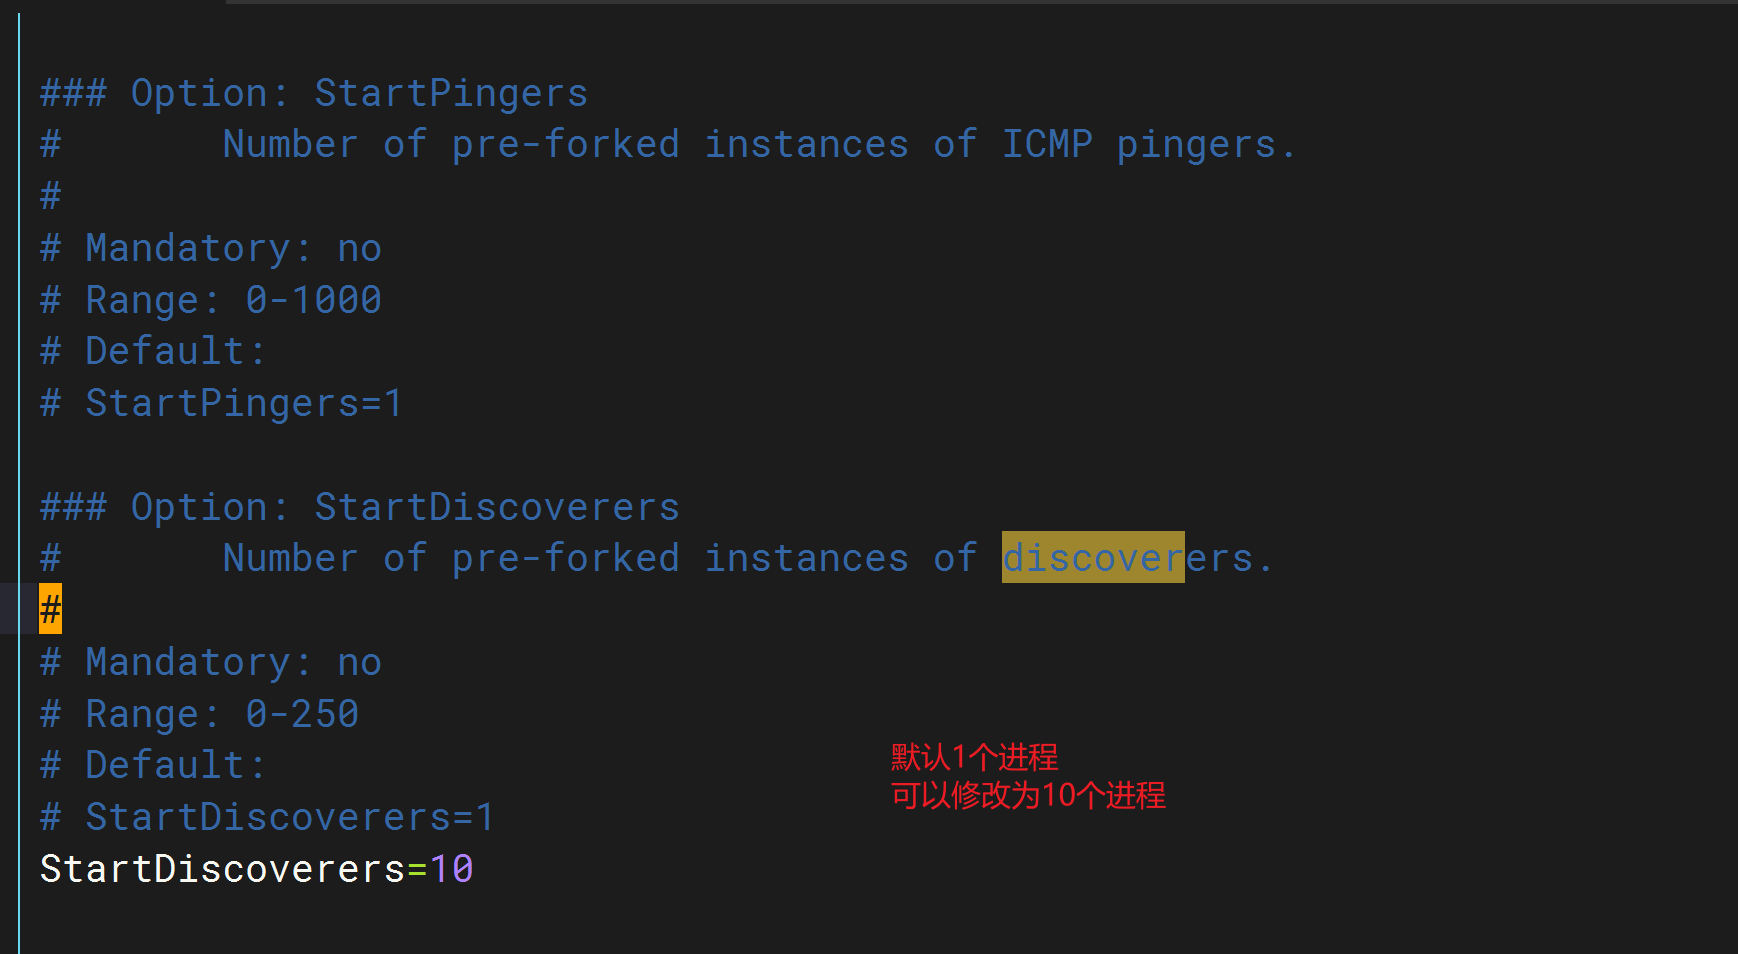 ### Option: StartPingers
#       Number of pre-forked instances of ICMP pingers.
#
# Mandatory: no
# Range: 0-1000
# Default:
# StartPingers=1
### Option: StartDiscoverers
#       Number of pre-forked instances of discoverers.
#
# Mandatory: no
# Range: 0-250
# Default:
默认1个进程
可以修改为10个进程
# StartDiscoverers=1
StartDiscoverers=10